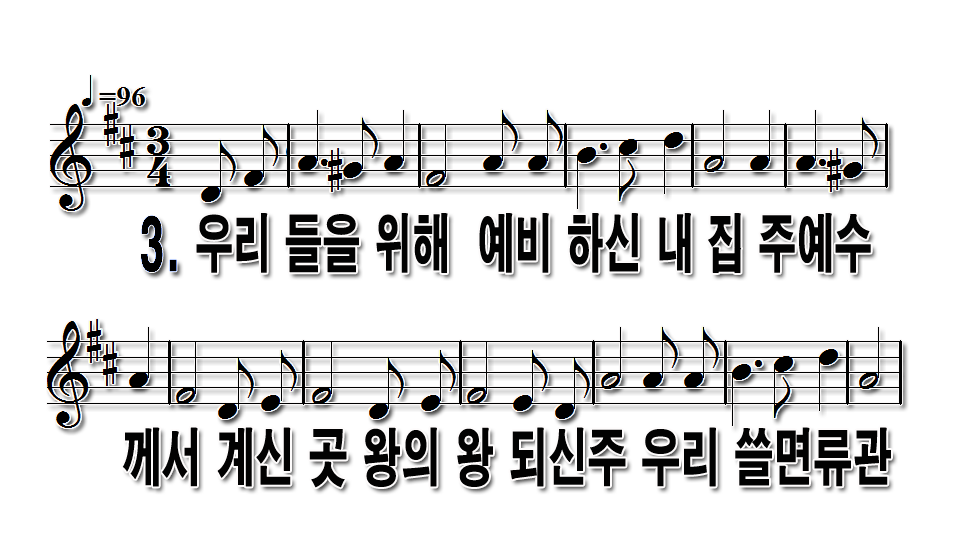 ♩=96
3. 우리 들을 위해 예비 하신 내 집 주예수
께서 계신 곳 왕의 왕 되신주 우리 쓸면류관